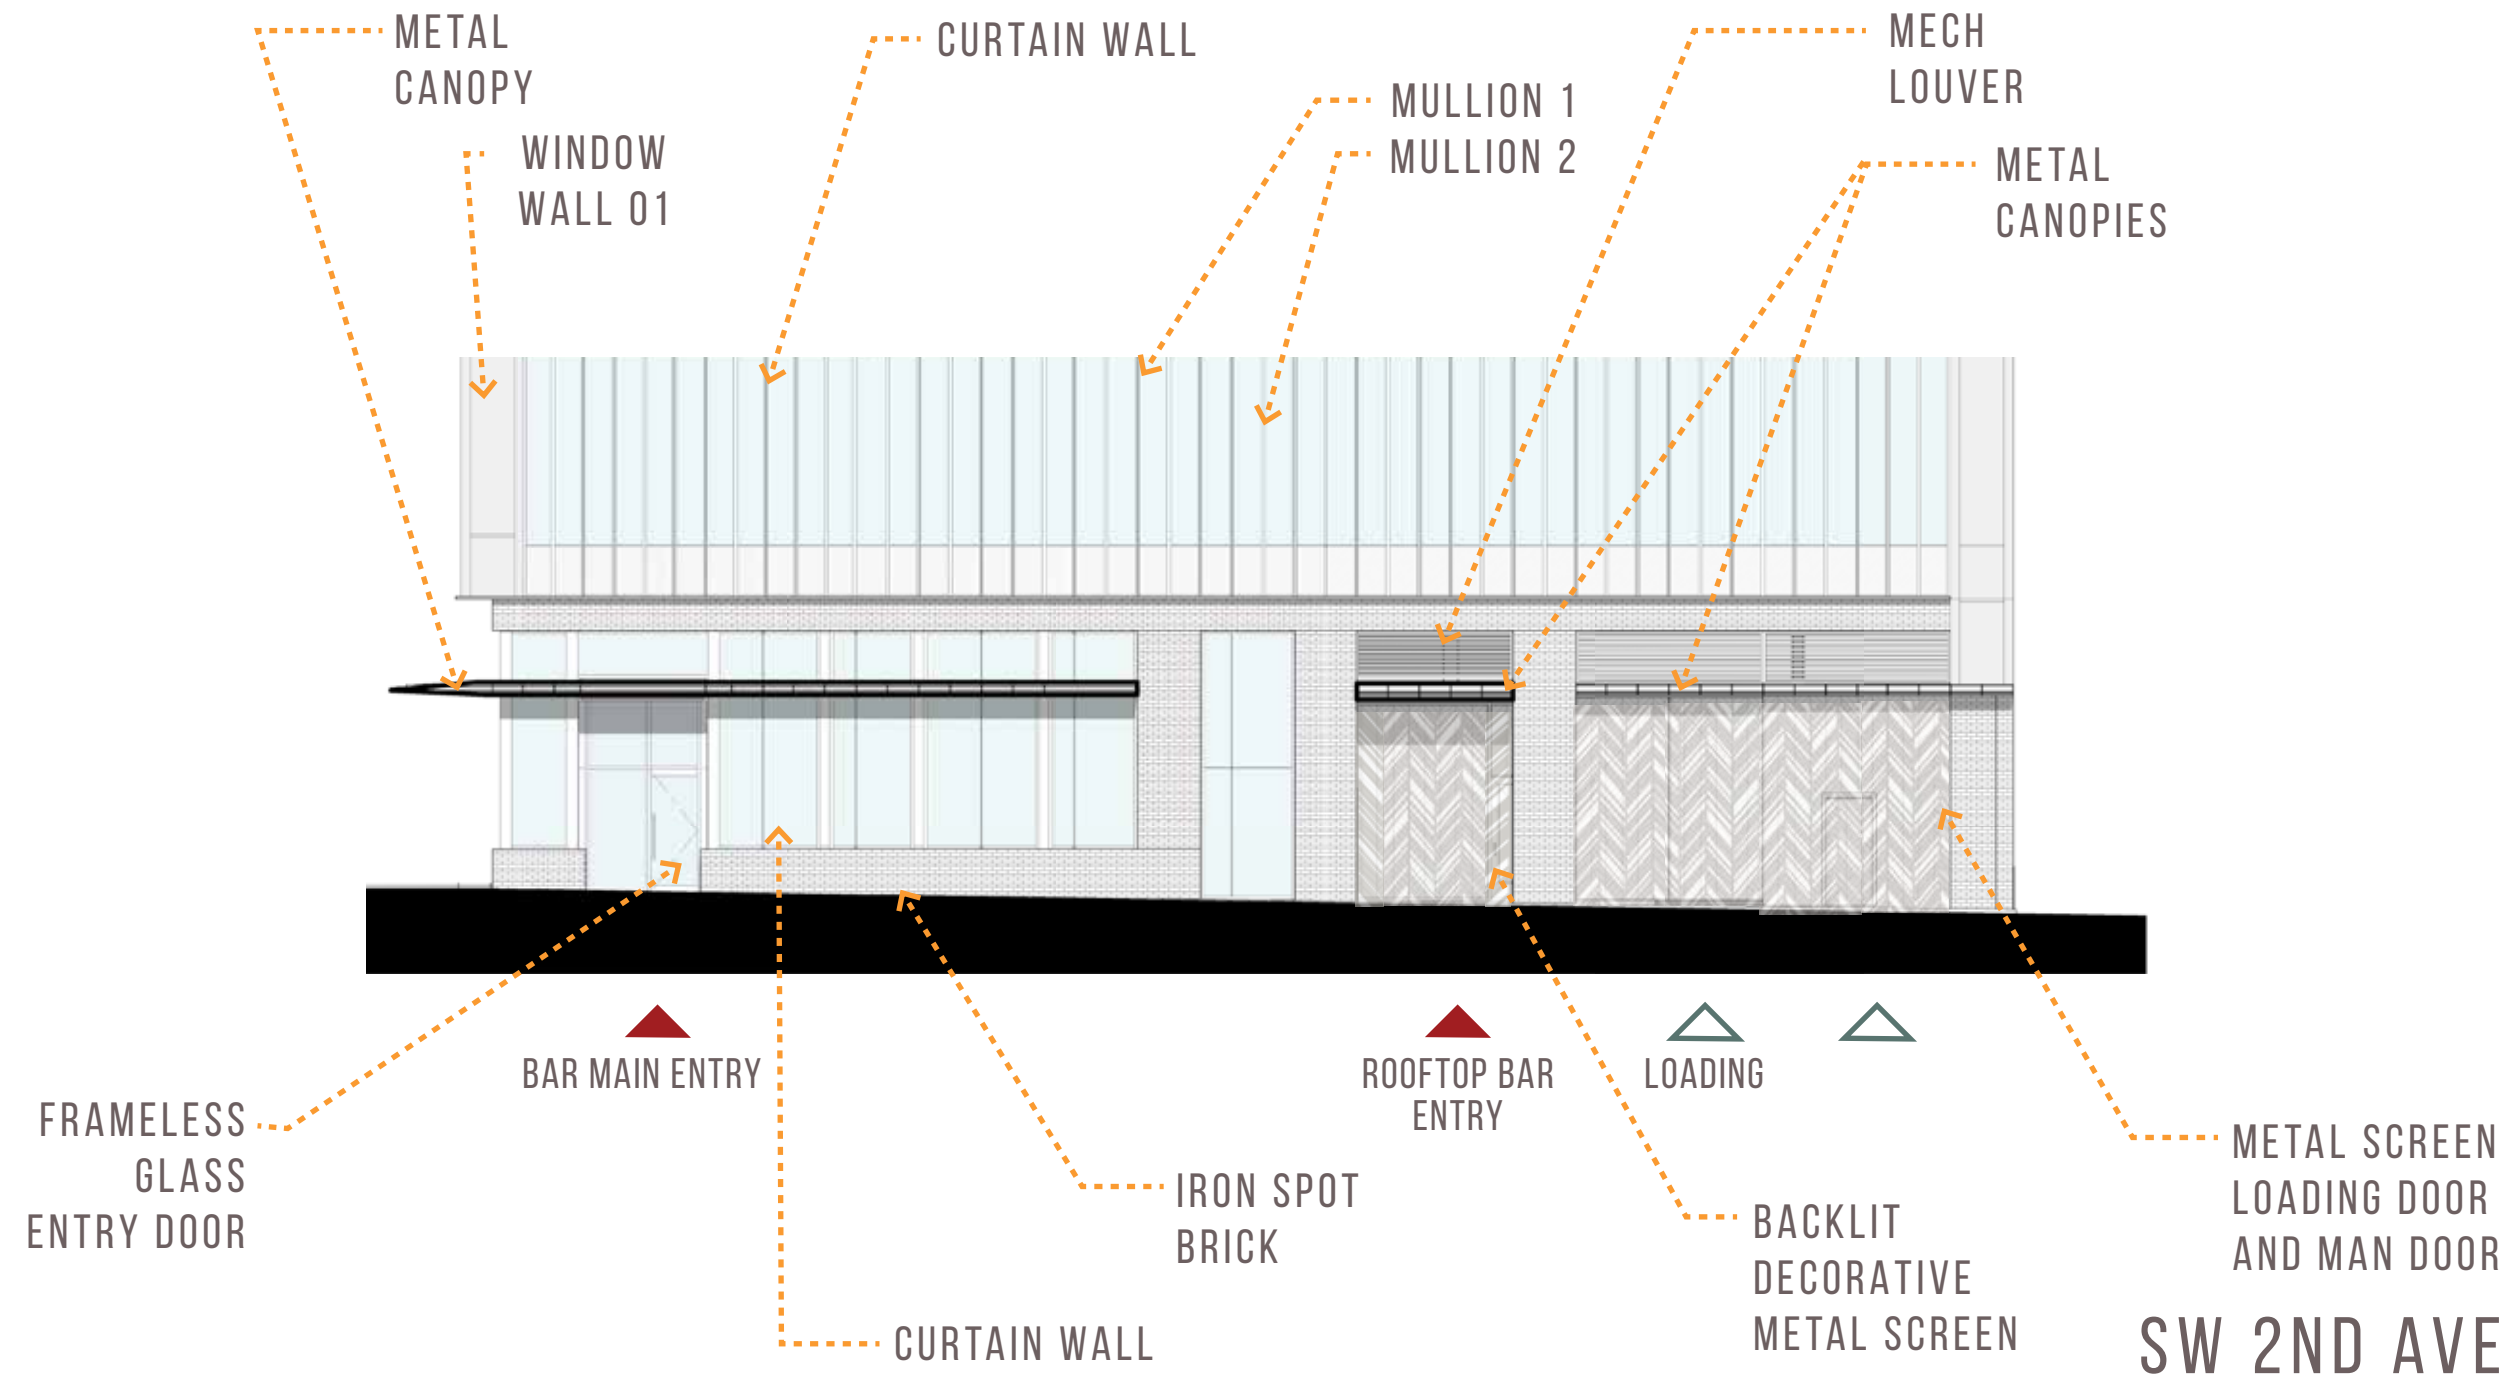 METAL
CANOPY
WINDOW
WALL 01
CURTAIN WALL
MULLION 1
MULLION 2
MECH
LOUVER
METAL
CANOPIES
BAR MAIN ENTRY
ROOFTOP BAR
ENTRY
LOADING
FRAMELESS
GLASS
ENTRY DOOR
CURTAIN WALL
IRON SPOT
BRICK
BACKLIT
DECORATIVE
METAL SCREEN
METAL SCREEN
LOADING DOOR
AND MAN DOOR
SW 2ND AVE